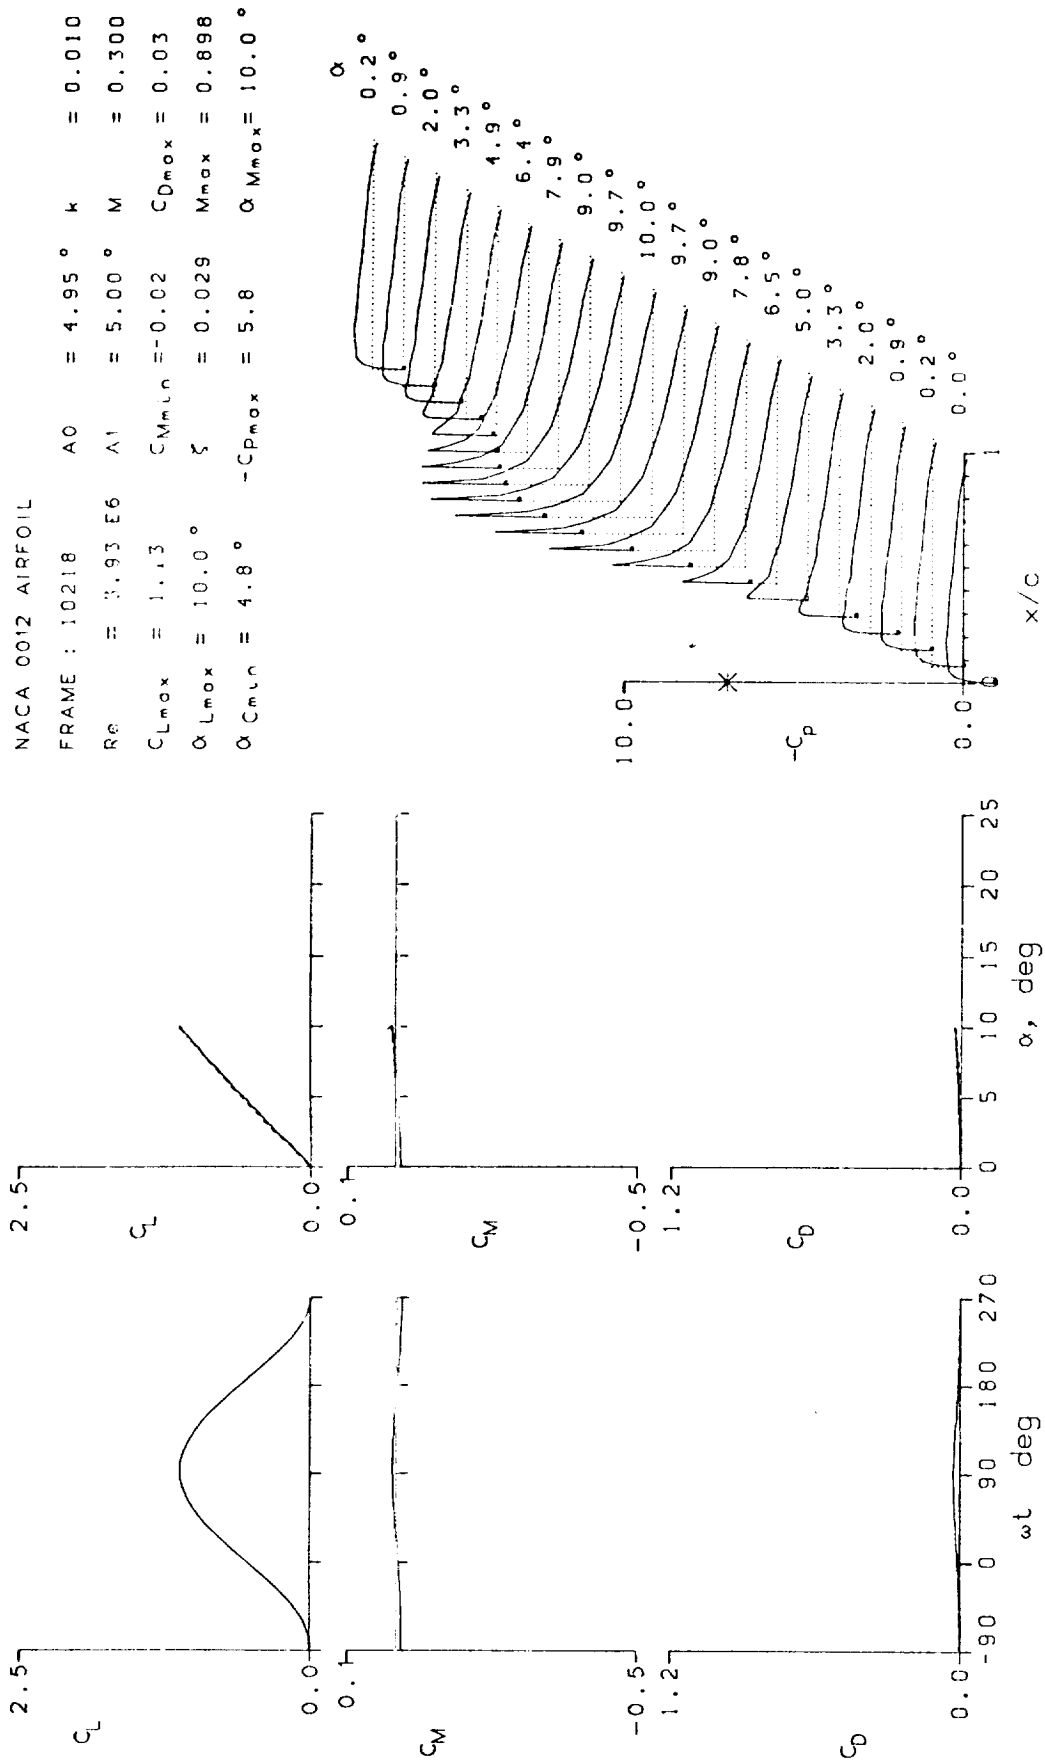 NACA 0012 AIRFOIL
FRAME : 10218 A0 = 4.95° k = 0.010
Re = 3.93 E6 A1 = 5.00° M = 0.300
CLmax = 1.13 CMmin =-0.02 CDmax = 0.03
αLmax = 10.0° ζ = 0.029 Mmax = 0.898
αCmin = 4.8° -CPmax = 5.8 αMmax = 10.0°
2.5
CL
0.0
0.1
CM
-0.5
1.2
CD
0.0
-90 0 90 180 270
ωt deg
2.5
CL
0.0
0.1
CM
-0.5
1.2
CD
0.0
0 5 10 15 20 25
α, deg
α
0.2°
0.9°
2.0°
3.3°
4.9°
6.4°
7.9°
9.0°
9.7°
10.0°
9.7°
9.0°
7.8°
6.5°
5.0°
3.3°
2.0°
0.9°
0.2°
0.0°
10.0
-Cp
0.0
0 1
x/c